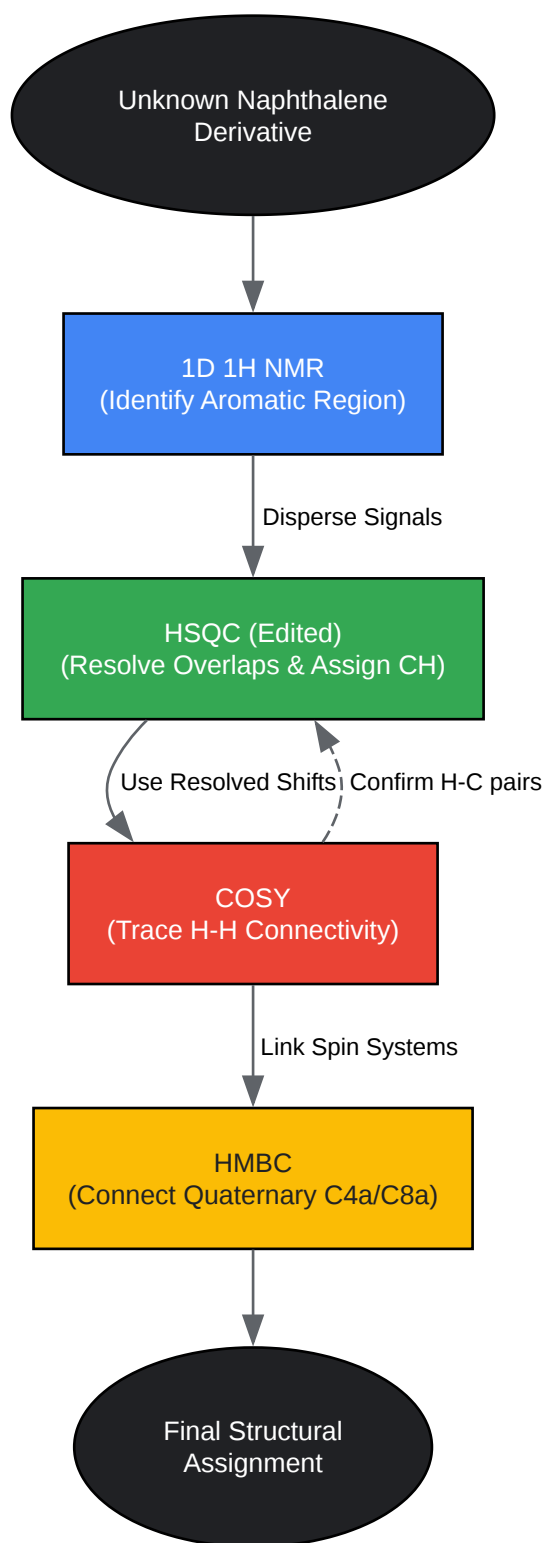 Unknown Naphthalene
Derivative
1D 1H NMR
(Identify Aromatic Region)
Disperse Signals
HSQC (Edited)
(Resolve Overlaps & Assign CH)
Use Resolved Shifts
Confirm H-C pairs
COSY
(Trace H-H Connectivity)
Link Spin Systems
HMBC
(Connect Quaternary C4a/C8a)
Final Structural
Assignment